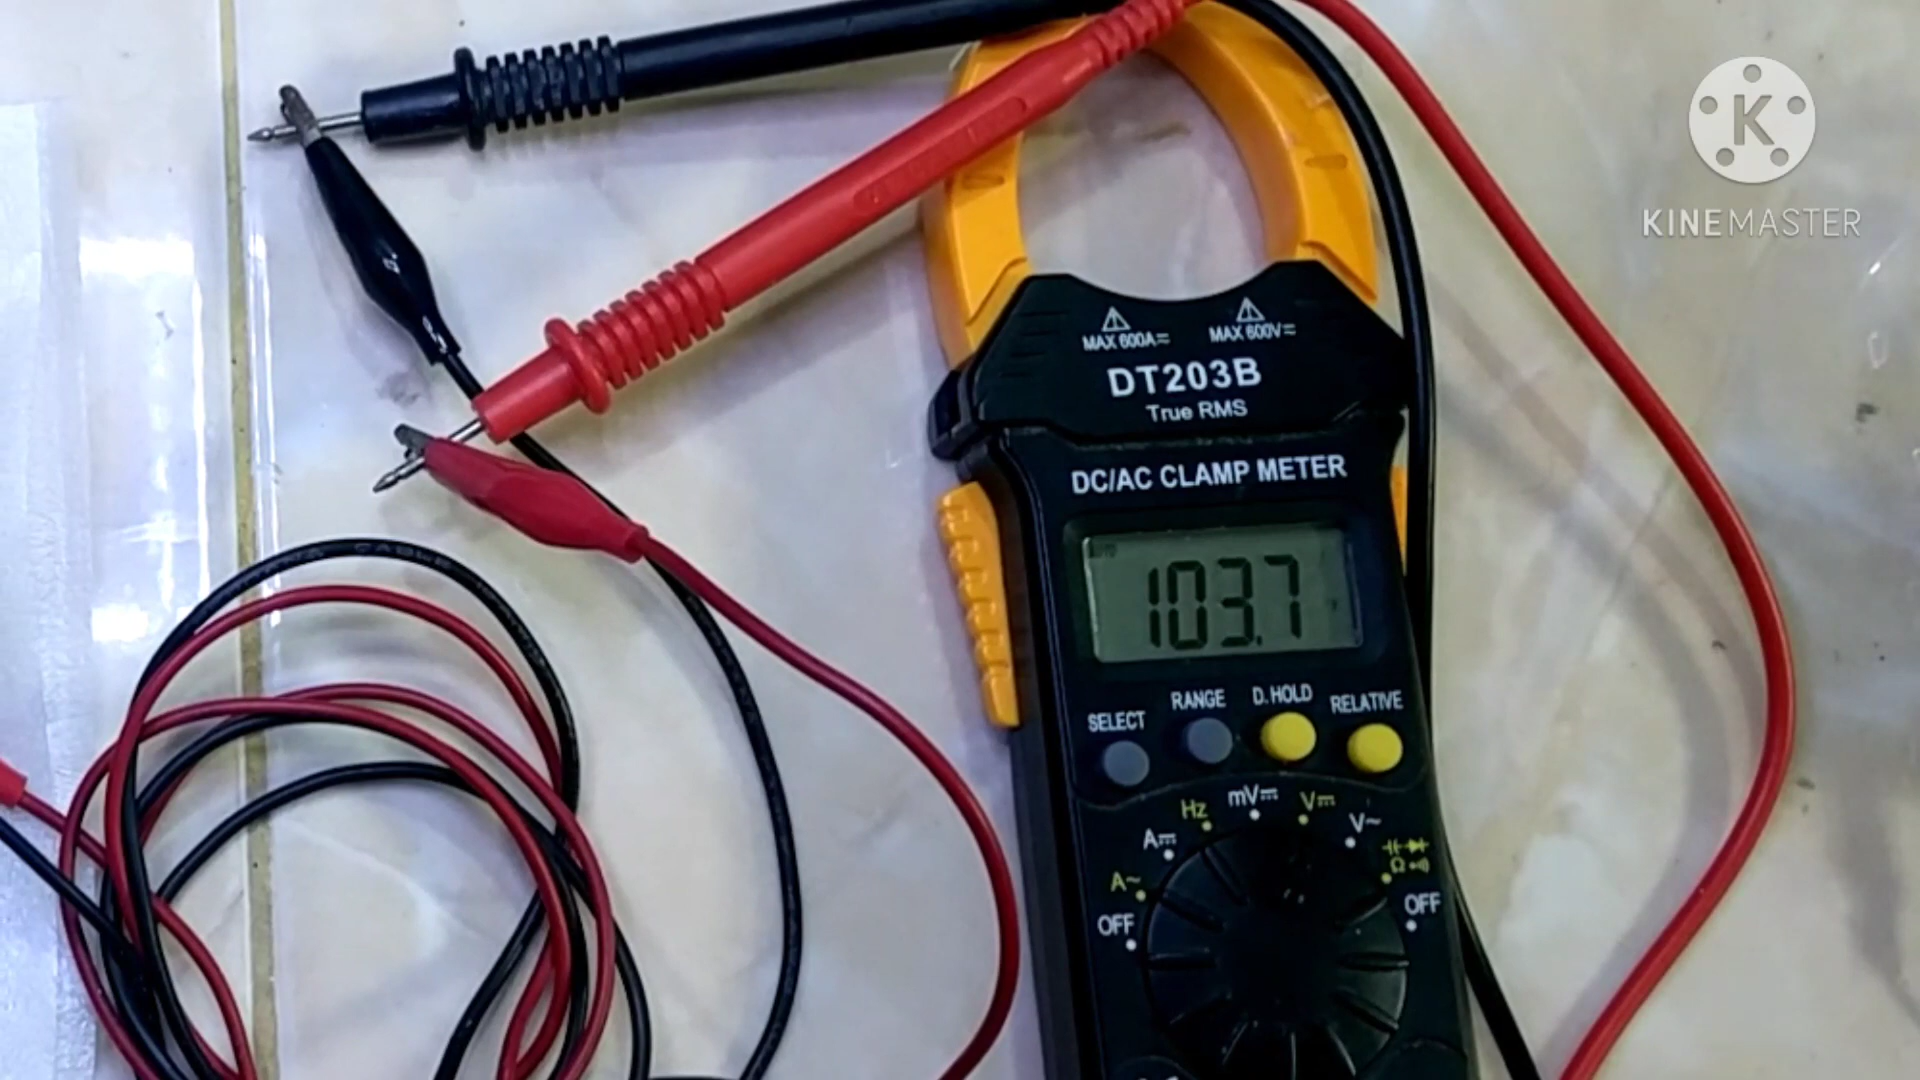 K
KINEMASTER
MAX 600A
MAX 600V
DT203B
True RMS
DC/AC CLAMP METER
AUTO
103.7
SELECT
RANGE
D. HOLD
RELATIVE
Hz
mV
V
V~
A
Ω
A~
OFF
OFF